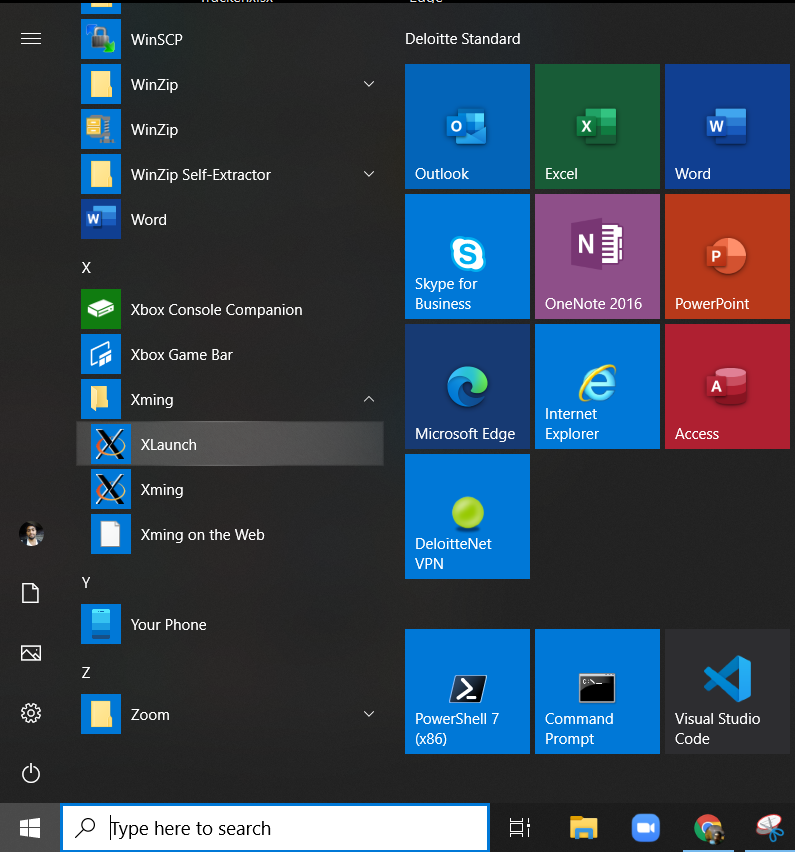 WinSCP
WinZip
WinZip
WinZip Self-Extractor
Word
X
Xbox Console Companion
Xbox Game Bar
Xming
XLaunch
Xming
Xming on the Web
Y
Your Phone
Z
Zoom
Deloitte Standard
Outlook
Excel
Word
Skype for
Business
OneNote 2016
PowerPoint
Microsoft Edge
Internet
Explorer
Access
DeloitteNet
VPN
PowerShell 7
(x86)
Command
Prompt
Visual Studio
Code
Type here to search